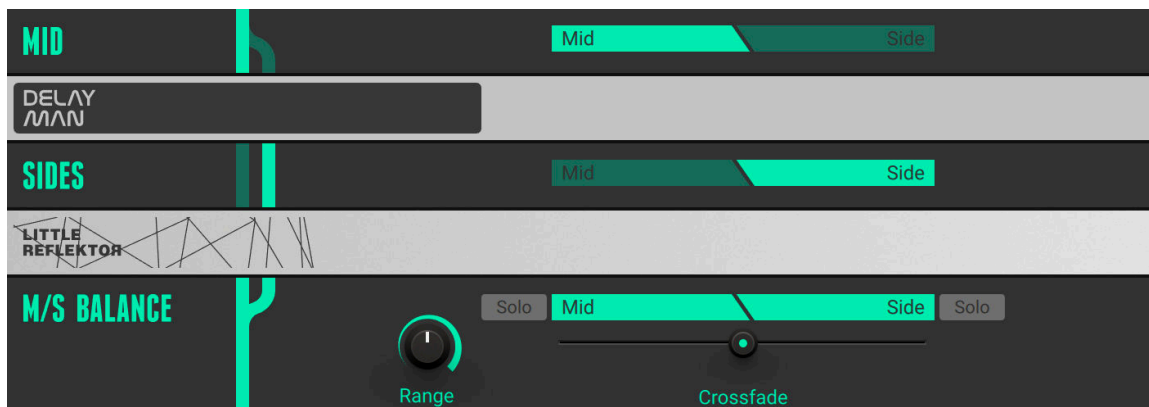 MID
Mid Side
DELAY
MAN
SIDES
Mid Side
LITTLE
REFLEKTOR
M/S BALANCE
Solo Mid Side Solo
Range
Crossfade